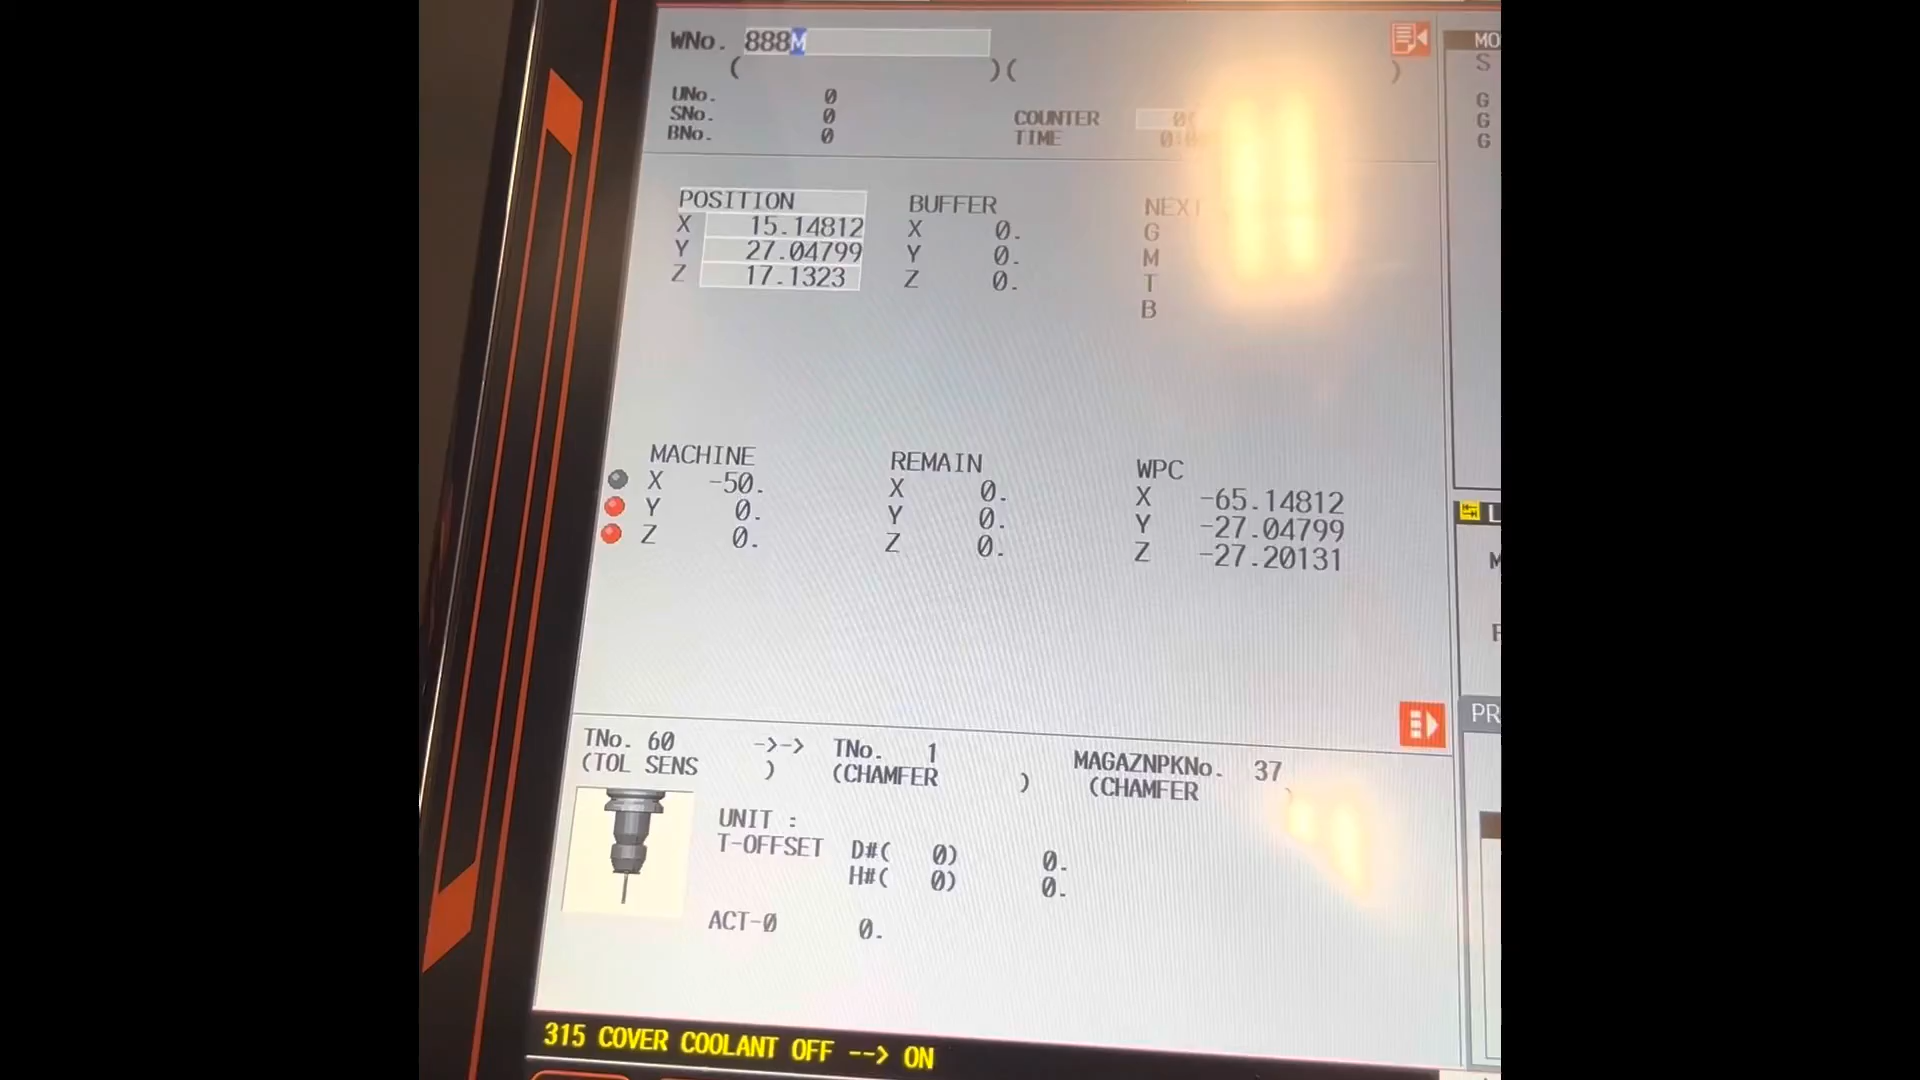 WNo. 888M
( )( )
UNo. 0
SNo. 0
BNo. 0
COUNTER
TIME
POSITION
X 15.14812
Y 27.04799
Z 17.1323
BUFFER
X 0.
Y 0.
Z 0.
NEXT
G
M
T
B
MACHINE
X -50.
Y 0.
Z 0.
REMAIN
X 0.
Y 0.
Z 0.
WPC
X -65.14812
Y -27.04799
Z -27.20131
TNo. 60 ->-> TNo. 1 MAGAZNPKNo. 37
(TOL SENS ) (CHAMFER ) (CHAMFER )
UNIT :
T-OFFSET D#( 0) 0.
H#( 0) 0.
ACT-0 0.
315 COVER COOLANT OFF --> ON
MO
S
G
G
G
L
PR